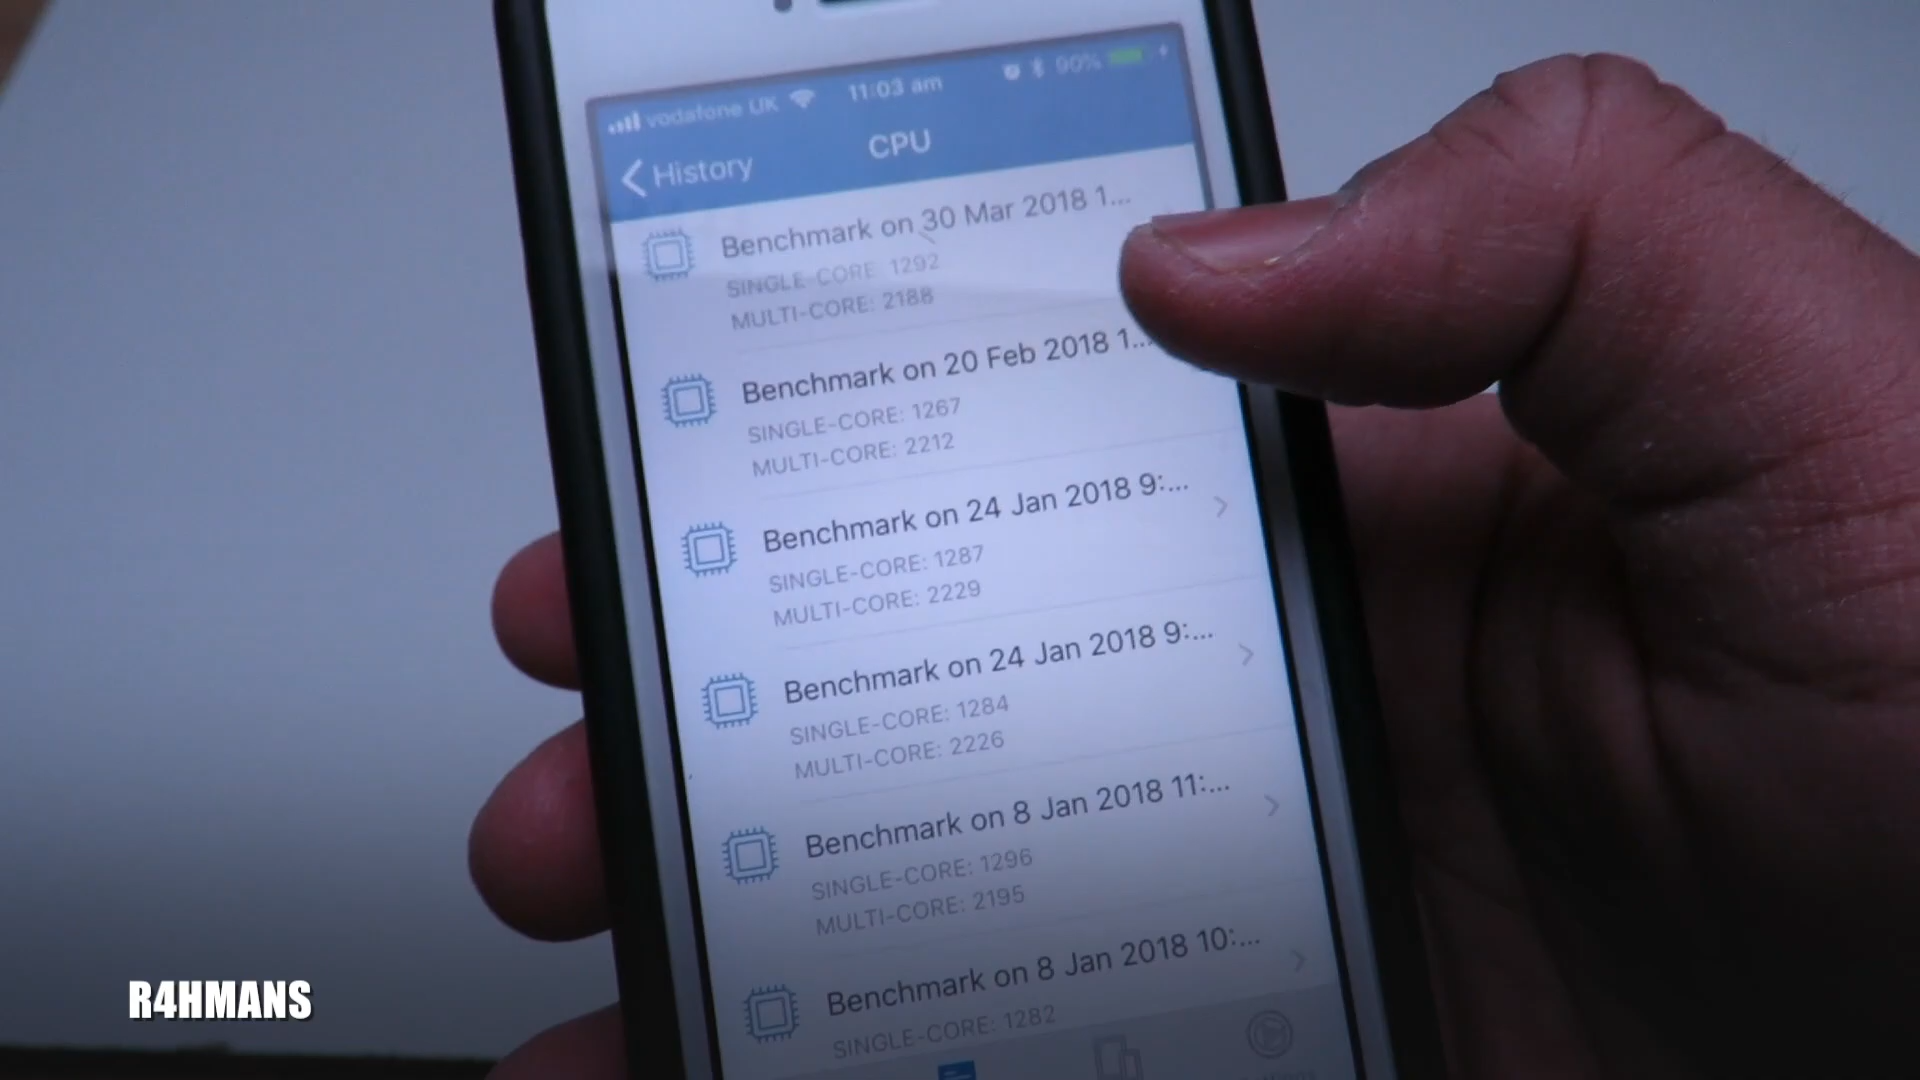 vodafone UK 11:03 am 90%
History CPU
Benchmark on 30 Mar 2018 1...
SINGLE-CORE: 1292
MULTI-CORE: 2188
Benchmark on 20 Feb 2018 1...
SINGLE-CORE: 1267
MULTI-CORE: 2212
Benchmark on 24 Jan 2018 9:...
SINGLE-CORE: 1287
MULTI-CORE: 2229
Benchmark on 24 Jan 2018 9:...
SINGLE-CORE: 1284
MULTI-CORE: 2226
Benchmark on 8 Jan 2018 11:...
SINGLE-CORE: 1296
MULTI-CORE: 2195
Benchmark on 8 Jan 2018 10:...
SINGLE-CORE: 1282
R4HMANS